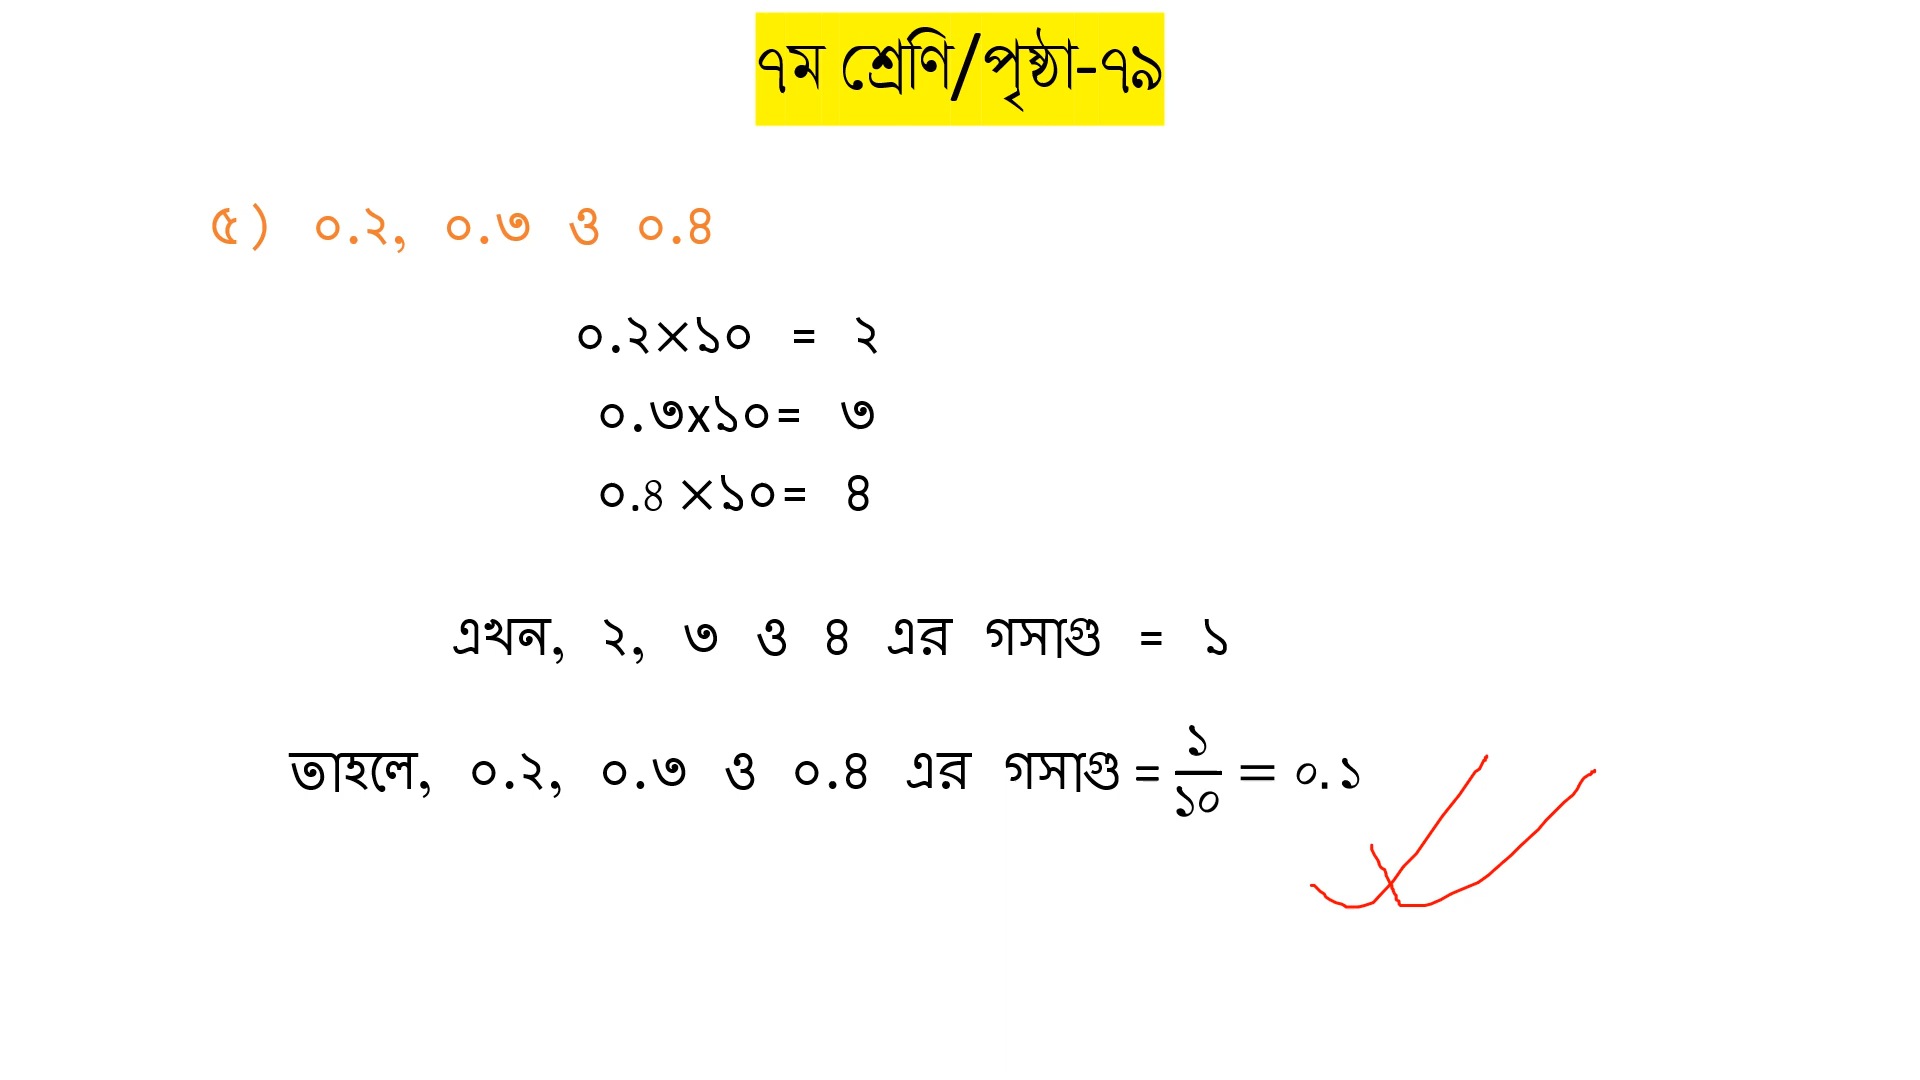 ৭ম শ্রেণি/পৃষ্ঠা-৭৯
৫) ০.২, ০.৩ ও ০.৪
০.২×১০ = ২
০.৩x১০= ৩
০.৪ ×১০= ৪
এখন, ২, ৩ ও ৪ এর গসাগু = ১
তাহলে, ০.২, ০.৩ ও ০.৪ এর গসাগু = ১/১০ = ০.১